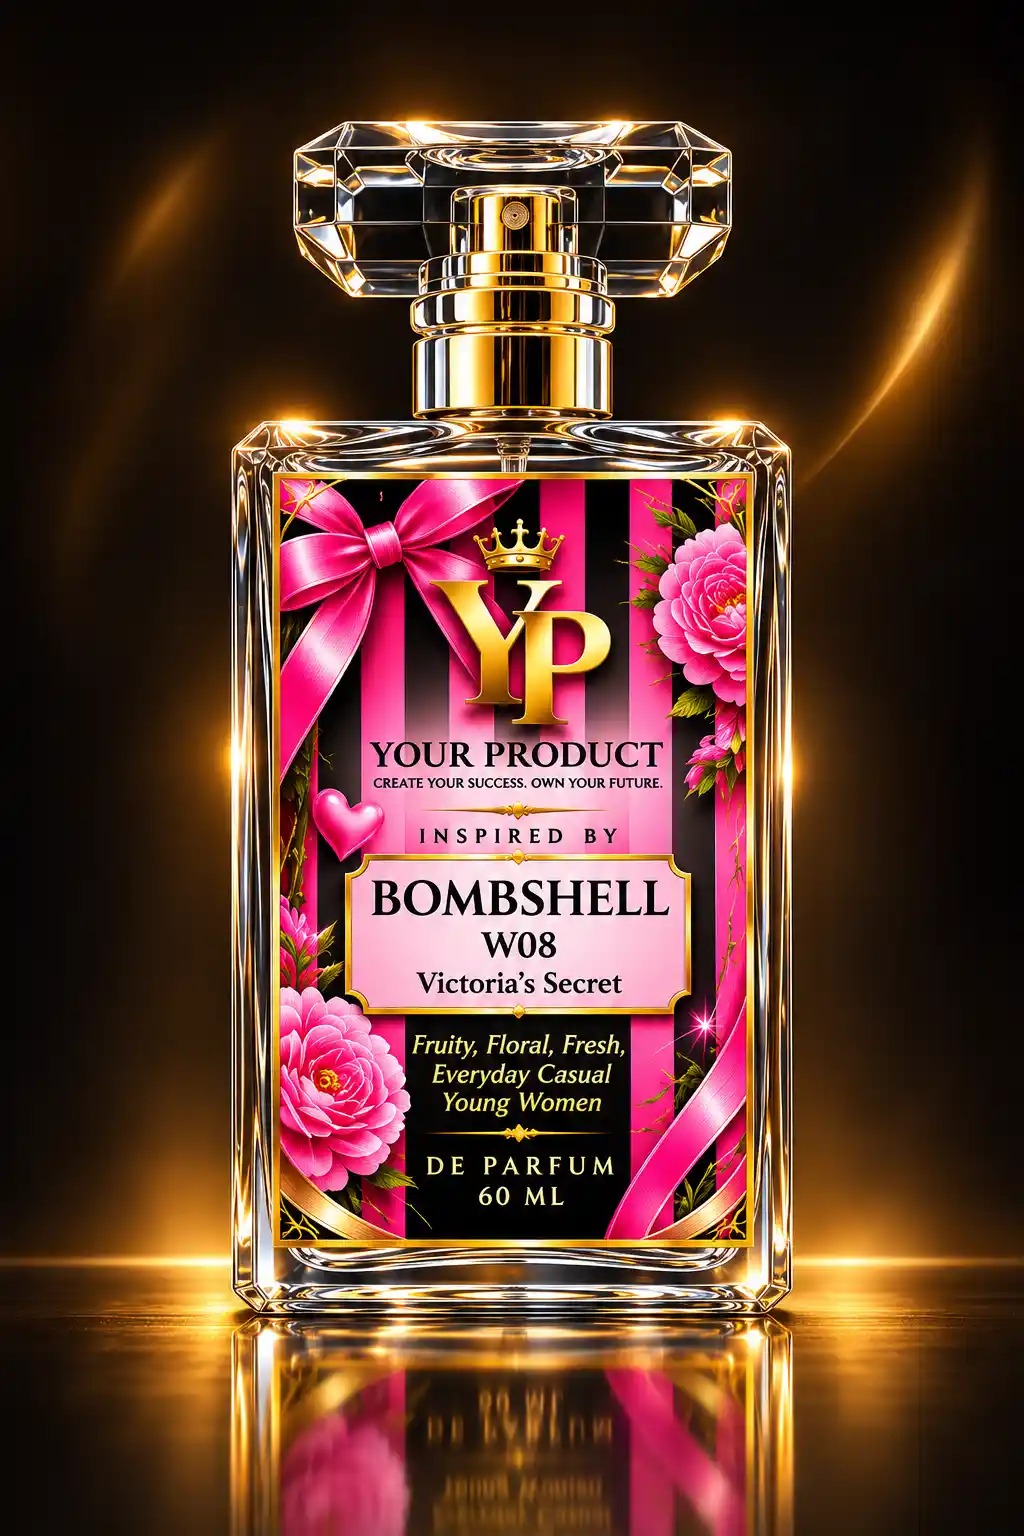 YP
YOUR PRODUCT
CREATE YOUR SUCCESS. OWN YOUR FUTURE.
INSPIRED BY
BOMBSHELL
W08
Victoria's Secret
Fruity, Floral, Fresh,
Everyday Casual
Young Women
DE PARFUM
60 ML